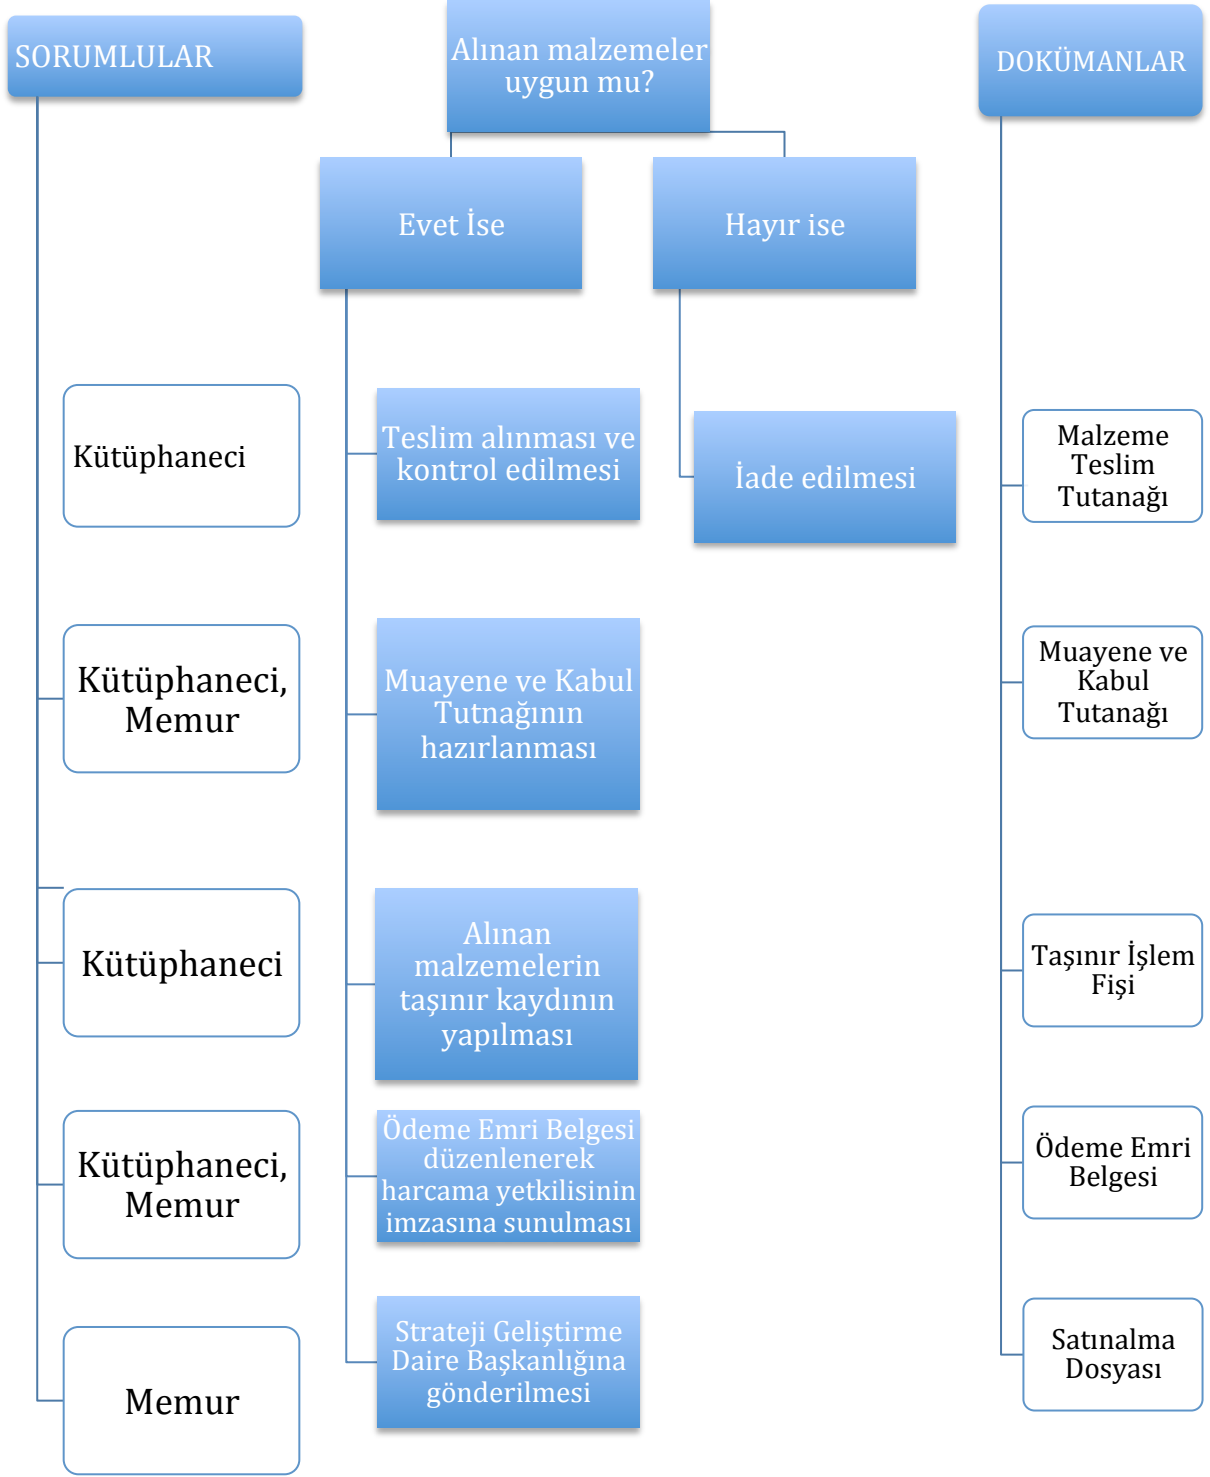 SORUMLULAR
Alınan malzemeler
uygun mu?
DOKÜMANLAR
Evet İse
Hayır ise
Kütüphaneci
Teslim alınması ve
kontrol edilmesi
İade edilmesi
Malzeme
Teslim
Tutanağı
Kütüphaneci,
Memur
Muayene ve Kabul
Tutnağının
hazırlanması
Muayene ve
Kabul
Tutanağı
Kütüphaneci
Alınan
malzemelerin
taşınır kaydının
yapılması
Taşınır İşlem
Fişi
Kütüphaneci,
Memur
Ödeme Emri Belgesi
düzenlenerek
harcama yetkilisinin
imzasına sunulması
Ödeme Emri
Belgesi
Memur
Strateji Geliştirme
Daire Başkanlığına
gönderilmesi
Satınalma
Dosyası